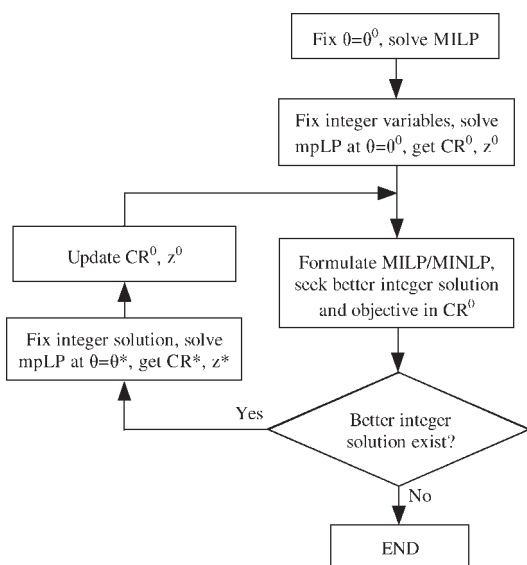 Fix θ=θ⁰, solve MILP
Fix integer variables, solve
mpLP at θ=θ⁰, get CR⁰, z⁰
Update CR⁰, z⁰
Formulate MILP/MINLP,
seek better integer solution
and objective in CR⁰
Fix integer solution, solve
mpLP at θ=θ*, get CR*, z*
Yes
Better integer
solution exist?
No
END